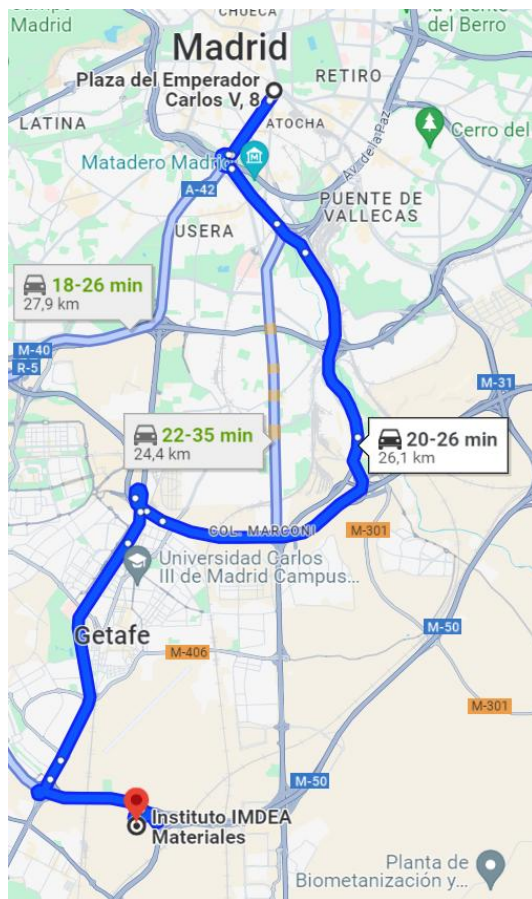 Madrid
CHUECA
del Berro
Madrid
RETIRO
Plaza del Emperador
Carlos V, 8
LATINA
ATOCHA
Av. de la Paz
Cerro del
Matadero Madrid
A-42
PUENTE DE
VALLECAS
USERA
18-26 min
27,9 km
M-40
R-5
M-31
22-35 min
24,4 km
20-26 min
26,1 km
COL. MARCONI
M-301
Universidad Carlos
III de Madrid Campus...
Getafe
M-50
M-406
M-301
M-50
Instituto IMDEA
Materiales
Planta de
Biometanización y...